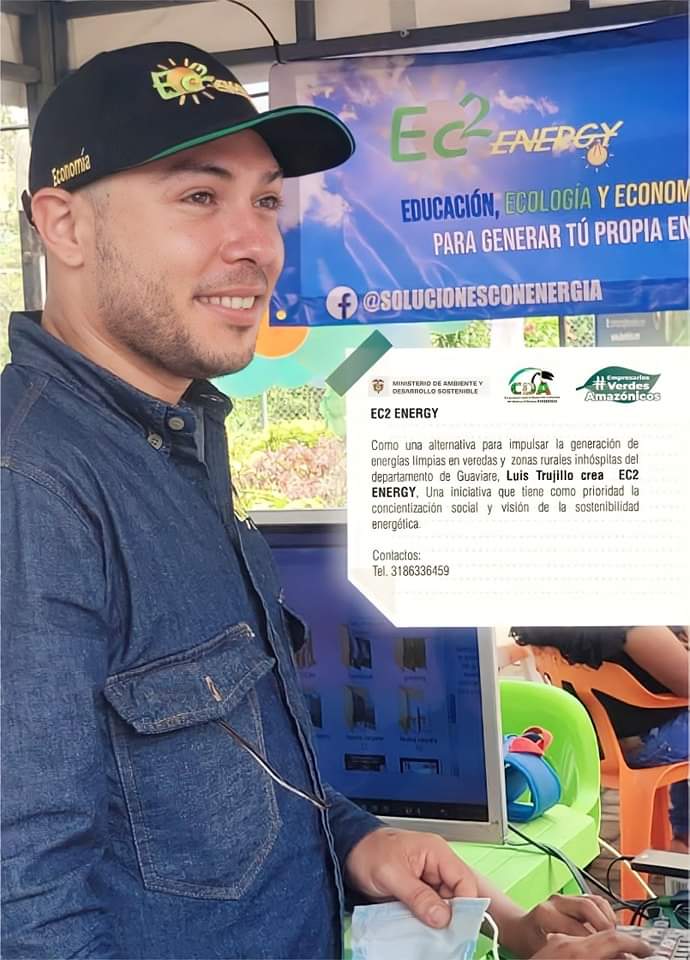 Ec²
Economía
Ec² ENERGY
EDUCACIÓN, ECOLOGÍA Y ECONOM
PARA GENERAR TÚ PROPIA EN
@SOLUCIONESCONENERGIA
MINISTERIO DE AMBIENTE Y
DESARROLLO SOSTENIBLE
CDA
Empresarios
#Verdes
Amazónicos
EC2 ENERGY
Como una alternativa para impulsar la generación de
energías límpias en veredas y zonas rurales inhóspitas del
departamento de Guaviare, Luis Trujillo crea EC2
ENERGY, Una iniciativa que tiene como prioridad la
concientización social y visión de la sostenibilidad
energética.
Contactos:
Tel. 3186336459